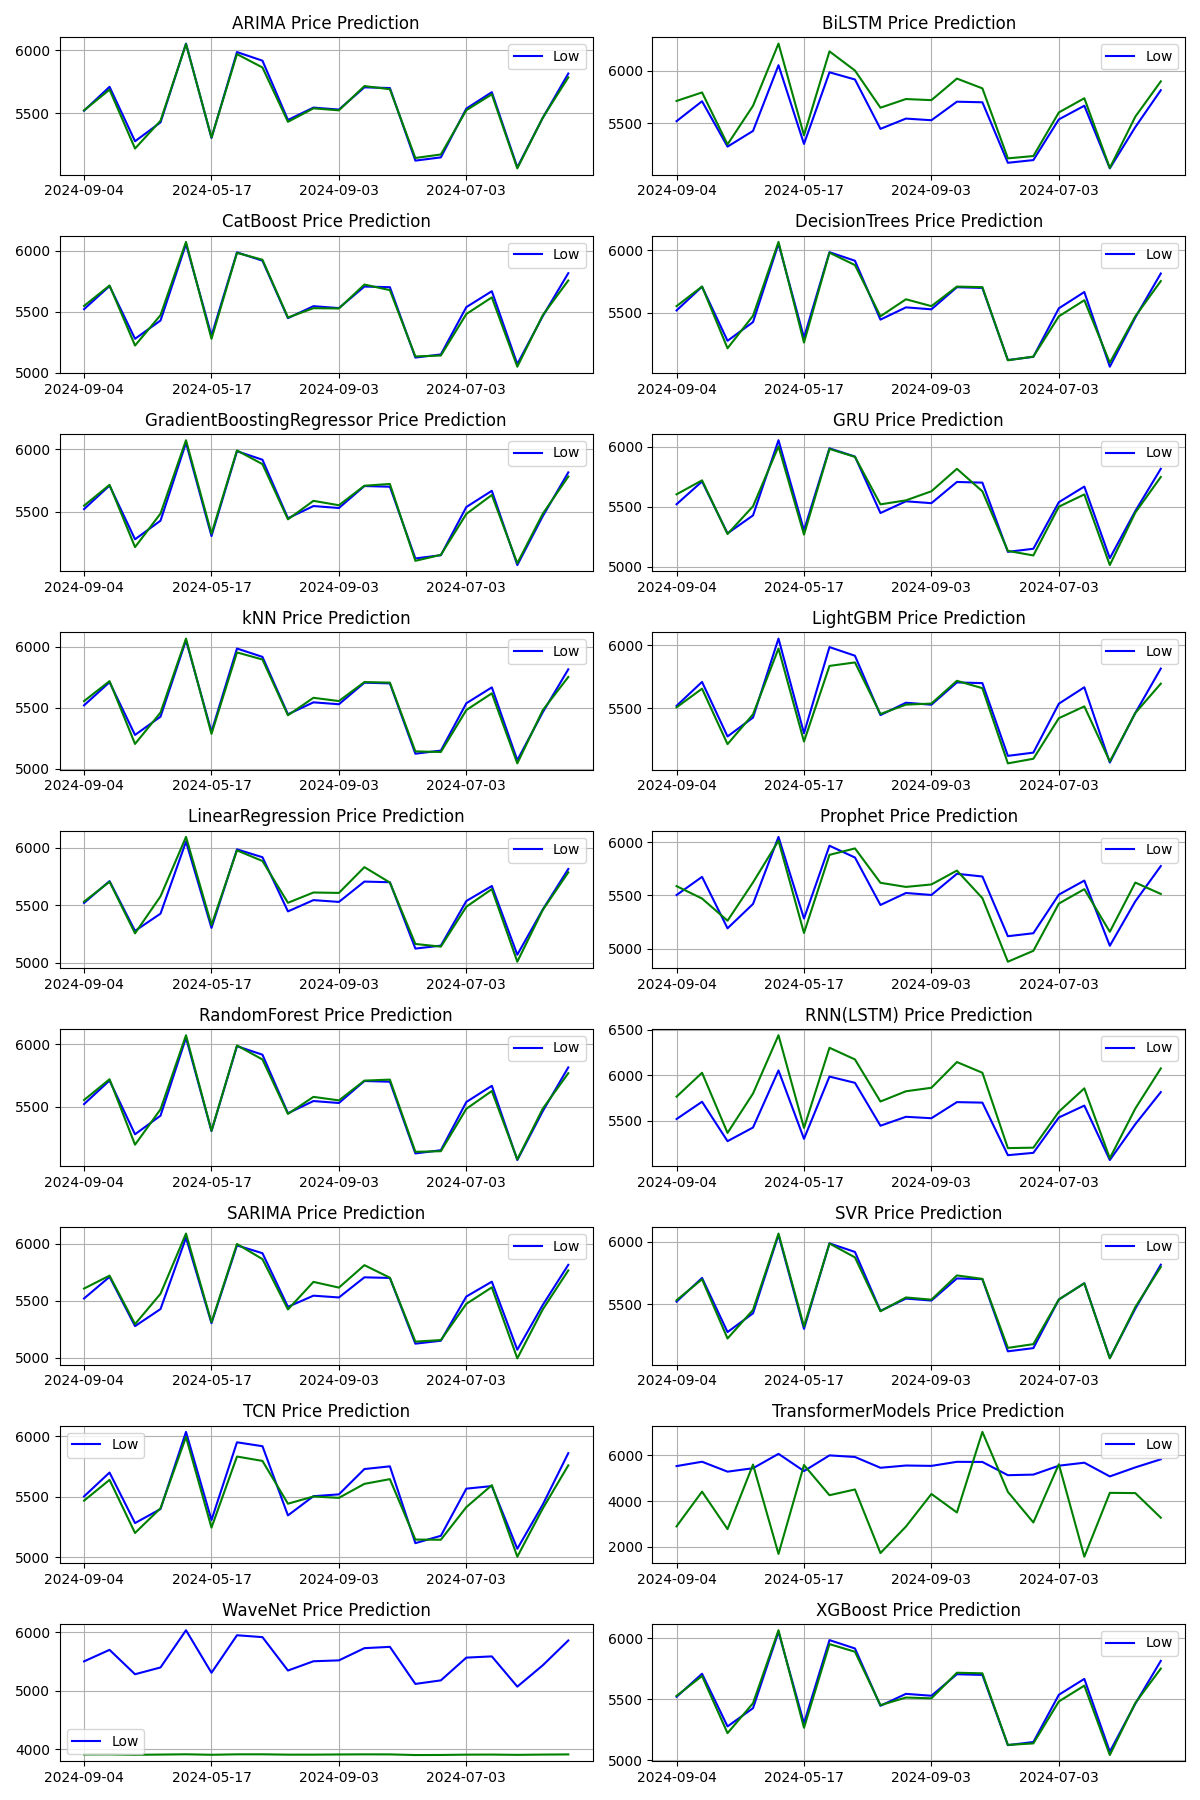 ARIMA Price Prediction
6000
5500
Low
2024-09-04 2024-05-17 2024-09-03 2024-07-03
BiLSTM Price Prediction
6000
5500
Low
2024-09-04 2024-05-17 2024-09-03 2024-07-03
CatBoost Price Prediction
6000
5500
5000
Low
2024-09-04 2024-05-17 2024-09-03 2024-07-03
DecisionTrees Price Prediction
6000
5500
Low
2024-09-04 2024-05-17 2024-09-03 2024-07-03
GradientBoostingRegressor Price Prediction
6000
5500
Low
2024-09-04 2024-05-17 2024-09-03 2024-07-03
GRU Price Prediction
6000
5500
5000
Low
2024-09-04 2024-05-17 2024-09-03 2024-07-03
kNN Price Prediction
6000
5500
5000
Low
2024-09-04 2024-05-17 2024-09-03 2024-07-03
LightGBM Price Prediction
6000
5500
Low
2024-09-04 2024-05-17 2024-09-03 2024-07-03
LinearRegression Price Prediction
6000
5500
5000
Low
2024-09-04 2024-05-17 2024-09-03 2024-07-03
Prophet Price Prediction
6000
5500
5000
Low
2024-09-04 2024-05-17 2024-09-03 2024-07-03
RandomForest Price Prediction
6000
5500
Low
2024-09-04 2024-05-17 2024-09-03 2024-07-03
RNN(LSTM) Price Prediction
6500
6000
5500
Low
2024-09-04 2024-05-17 2024-09-03 2024-07-03
SARIMA Price Prediction
6000
5500
5000
Low
2024-09-04 2024-05-17 2024-09-03 2024-07-03
SVR Price Prediction
6000
5500
Low
2024-09-04 2024-05-17 2024-09-03 2024-07-03
TCN Price Prediction
6000
5500
5000
Low
2024-09-04 2024-05-17 2024-09-03 2024-07-03
TransformerModels Price Prediction
6000
4000
2000
Low
2024-09-04 2024-05-17 2024-09-03 2024-07-03
WaveNet Price Prediction
6000
5000
4000
Low
2024-09-04 2024-05-17 2024-09-03 2024-07-03
XGBoost Price Prediction
6000
5500
5000
Low
2024-09-04 2024-05-17 2024-09-03 2024-07-03